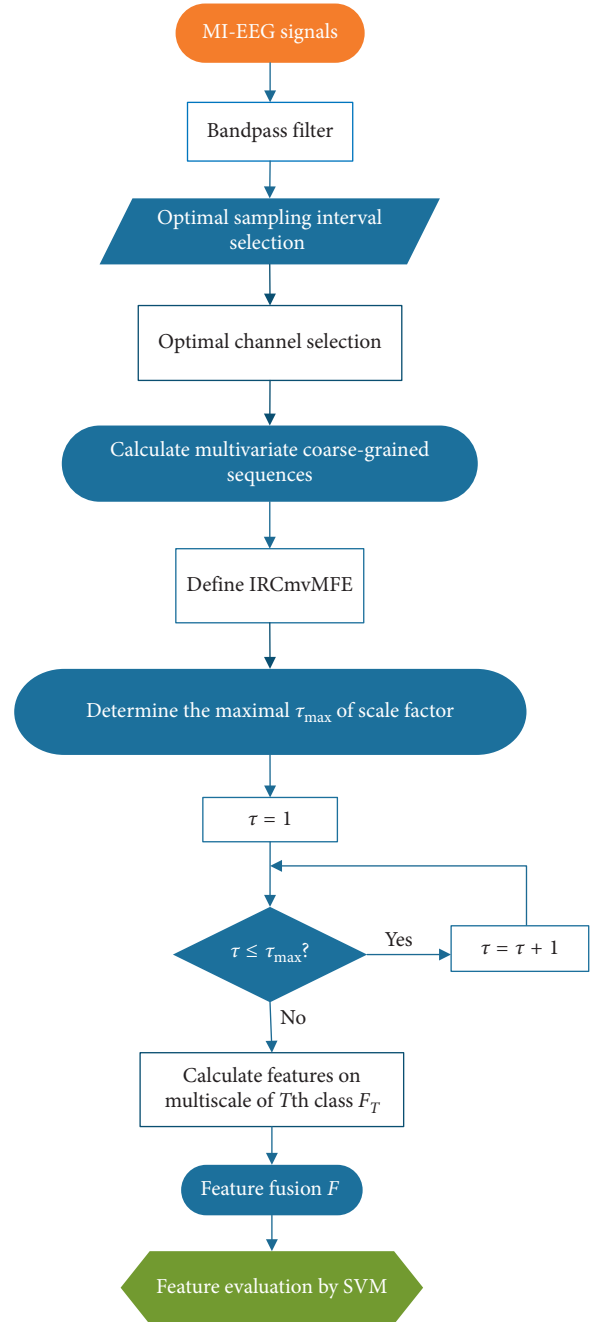 MI-EEG signals
Bandpass filter
Optimal sampling interval
selection
Optimal channel selection
Calculate multivariate coarse-grained
sequences
Define IRCmvMFE
Determine the maximal τmax of scale factor
τ = 1
τ ≤ τmax?
Yes
τ = τ + 1
No
Calculate features on
multiscale of Tth class FT
Feature fusion F
Feature evaluation by SVM